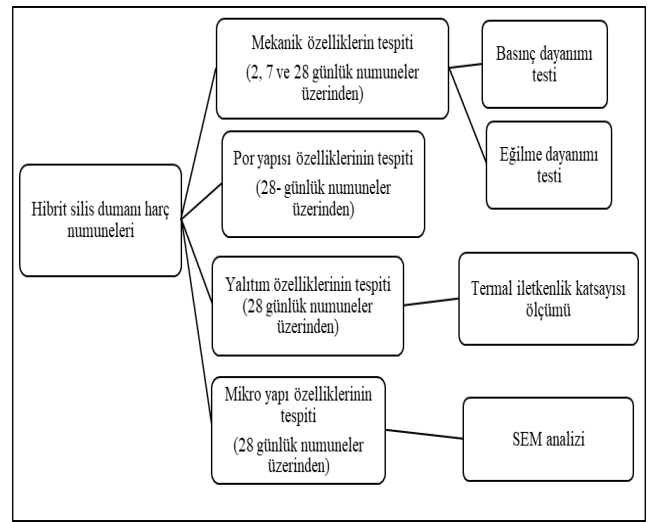 Hibrit silis dumanı harç
numuneleri
Mekanik özelliklerin tespiti
(2, 7 ve 28 günlük numuneler
üzerinden)
Basınç dayanımı
testi
Eğilme dayanımı
testi
Por yapısı özelliklerinin tespiti
(28- günlük numuneler
üzerinden)
Yalıtım özelliklerinin tespiti
(28 günlük numuneler
üzerinden)
Termal iletkenlik katsayısı
ölçümü
Mikro yapı özelliklerinin
tespiti
(28 günlük numuneler
üzerinden)
SEM analizi